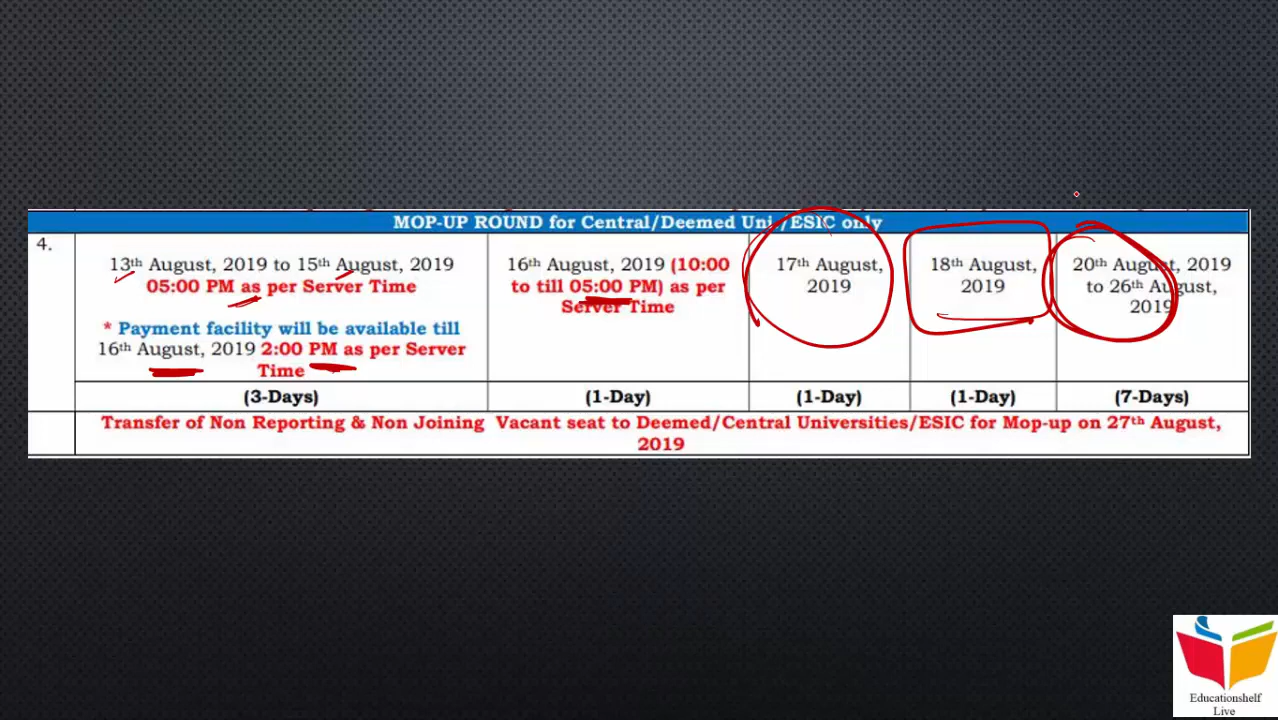 MOP-UP ROUND for Central/Deemed Uni./ESIC only
4.
13th August, 2019 to 15th August, 2019
05:00 PM as per Server Time
* Payment facility will be available till
16th August, 2019 2:00 PM as per Server
Time
16th August, 2019 (10:00
to till 05:00 PM) as per
Server Time
17th August,
2019
18th August,
2019
20th August, 2019
to 26th August,
2019
(3-Days)
(1-Day)
(1-Day)
(1-Day)
(7-Days)
Transfer of Non Reporting & Non Joining Vacant seat to Deemed/Central Universities/ESIC for Mop-up on 27th August,
2019
Educationshelf
Live